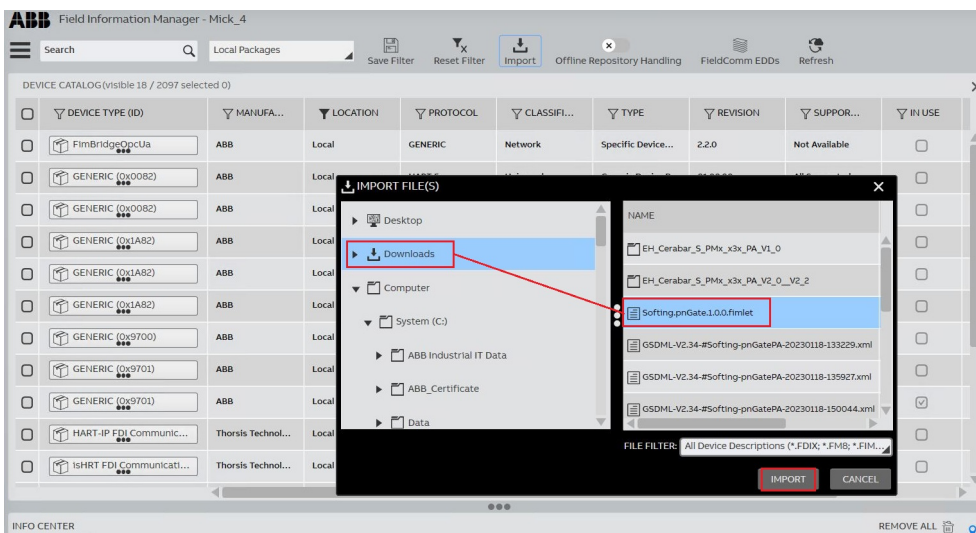 ABB Field Information Manager - Mick_4
Search
Local Packages
Save Filter
Reset Filter
Import
Offline Repository Handling
FieldComm EDDs
Refresh
DEVICE CATALOG(visible 18 / 2097 selected 0)
DEVICE TYPE (ID) MANUFA... LOCATION PROTOCOL CLASSIFI... TYPE REVISION SUPPOR... IN USE
FimBridgeOpcUa ABB Local GENERIC Network Specific Device... 2.2.0 Not Available
GENERIC (0x0082) ABB Local
GENERIC (0x0082) ABB Local
GENERIC (0x1A82) ABB Local
GENERIC (0x1A82) ABB Local
GENERIC (0x1A82) ABB Local
GENERIC (0x9700) ABB Local
GENERIC (0x9701) ABB Local
GENERIC (0x9701) ABB Local
HART-IP FDI Communic... Thorsis Technol... Local
isHRT FDI Communicati... Thorsis Technol... Local
IMPORT FILE(S)
Desktop
Downloads
Computer
System (C:)
ABB Industrial IT Data
ABB_Certificate
Data
NAME
EH_Cerabar_S_PMx_x3x_PA_V1_0
EH_Cerabar_S_PMx_x3x_PA_V2_0__V2_2
Softing.pnGate.1.0.0.fimlet
GSDML-V2.34-#Softing-pnGatePA-20230118-133229.xml
GSDML-V2.34-#Softing-pnGatePA-20230118-135927.xml
GSDML-V2.34-#Softing-pnGatePA-20230118-150044.xml
FILE FILTER: All Device Descriptions (*.FDIX; *.FM8; *.FIM...
IMPORT
CANCEL
INFO CENTER
REMOVE ALL